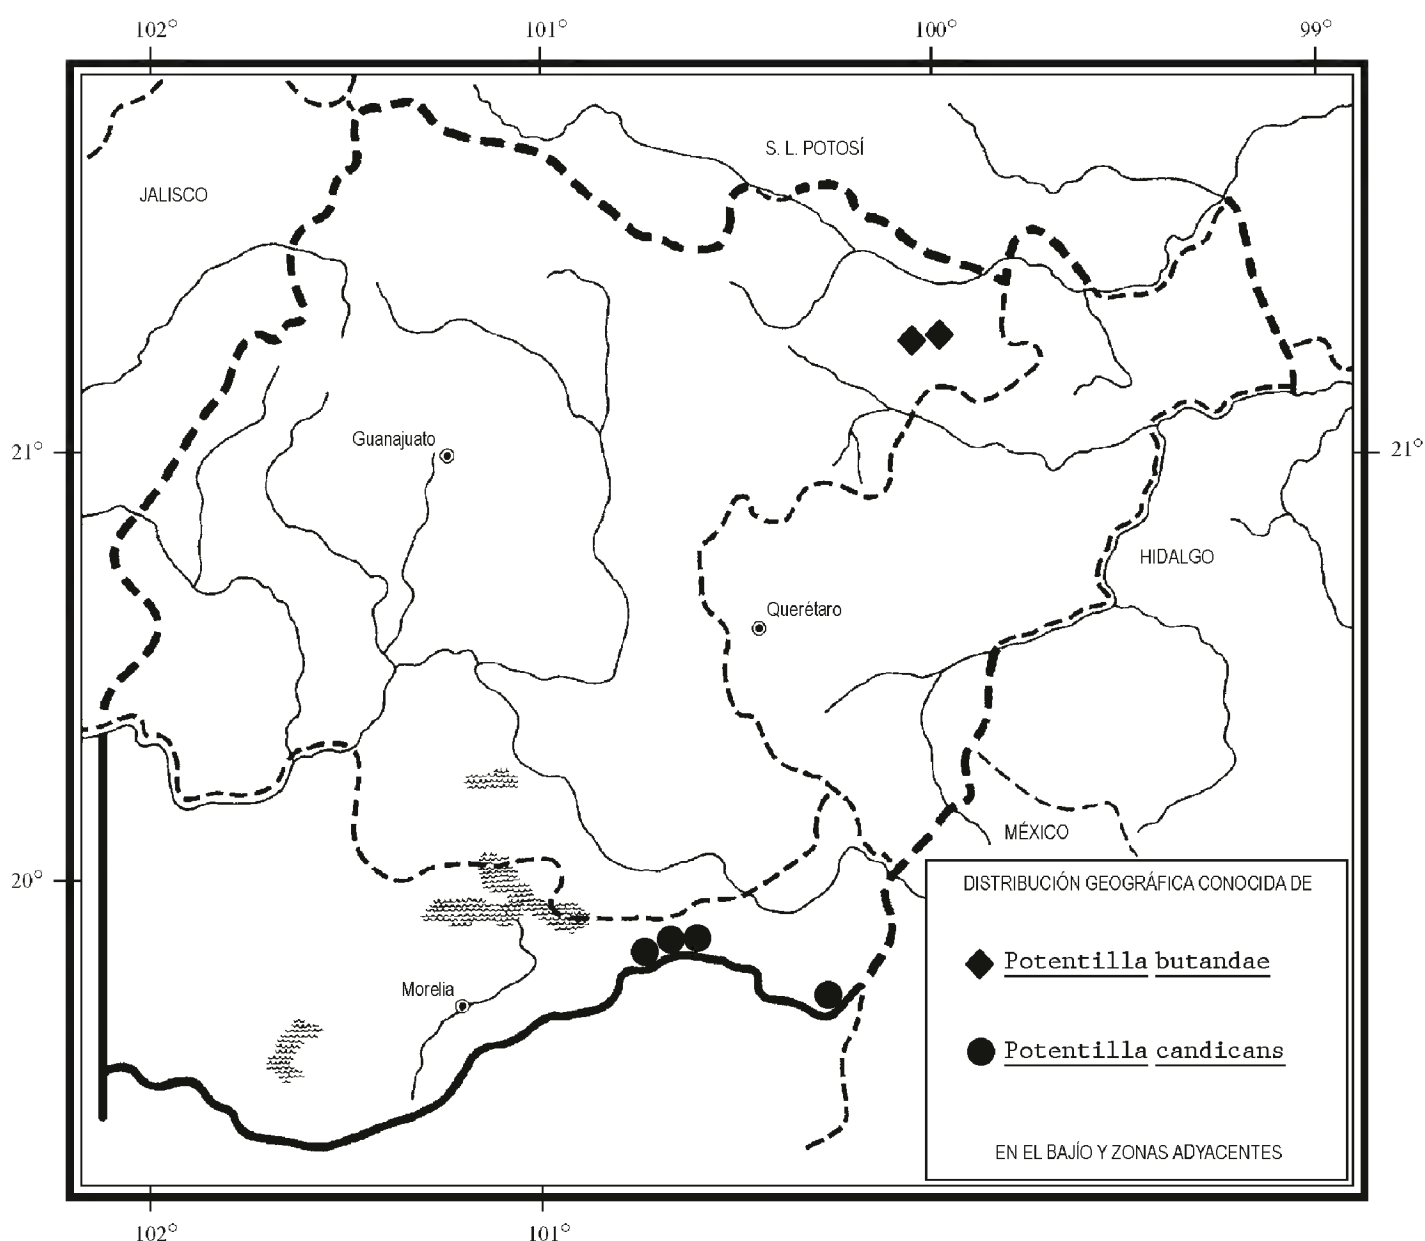 102° 101° 100° 99°
S. L. POTOSÍ
JALISCO
Guanajuato
21° 21°
HIDALGO
Querétaro
MÉXICO
20°
DISTRIBUCIÓN GEOGRÁFICA CONOCIDA DE
Potentilla butandae
Morelia
Potentilla candicans
EN EL BAJÍO Y ZONAS ADYACENTES
102° 101°